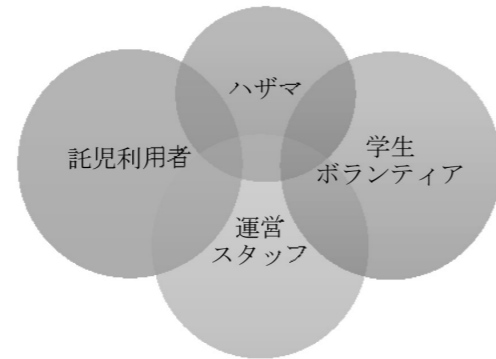 ハザマ
託児利用者
学生
ボランティア
運営
スタッフ